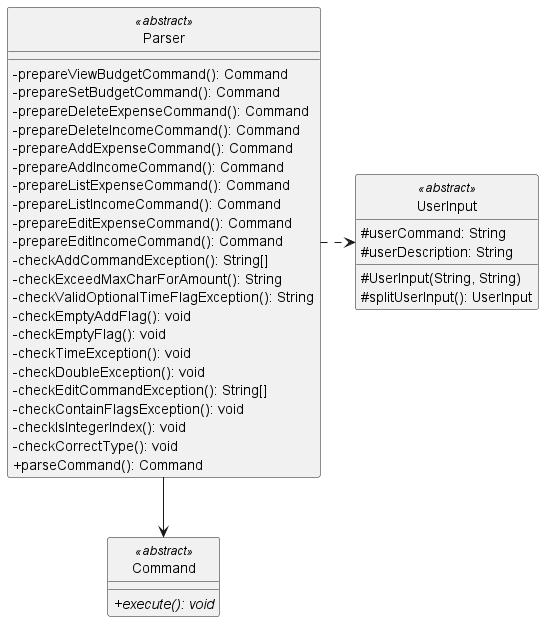 «abstract»
Parser
-prepareViewBudgetCommand(): Command
-prepareSetBudgetCommand(): Command
-prepareDeleteExpenseCommand(): Command
-prepareDeleteIncomeCommand(): Command
-prepareAddExpenseCommand(): Command
-prepareAddIncomeCommand(): Command
-prepareListExpenseCommand(): Command
-prepareListIncomeCommand(): Command
-prepareEditExpenseCommand(): Command
-prepareEditIncomeCommand(): Command
-checkAddCommandException(): String[]
-checkExceedMaxCharForAmount(): String
-checkValidOptionalTimeFlagException(): String
-checkEmptyAddFlag(): void
-checkEmptyFlag(): void
-checkTimeException(): void
-checkDoubleException(): void
-checkEditCommandException(): String[]
-checkContainFlagsException(): void
-checkIsIntegerIndex(): void
-checkCorrectType(): void
+parseCommand(): Command
«abstract»
UserInput
#userCommand: String
#userDescription: String
#UserInput(String, String)
#splitUserInput(): UserInput
«abstract»
Command
+execute(): void